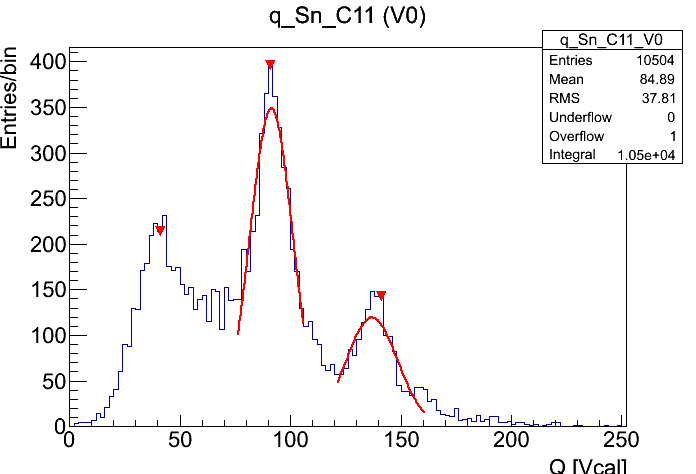 q_Sn_C11 (V0)
q_Sn_C11_V0
Entries 10504
Mean 84.89
RMS 37.81
Underflow 0
Overflow 1
Integral 1.05e+04
Entries/bin
400
350
300
250
200
150
100
50
0
0 50 100 150 200 250
Q [Vcal]